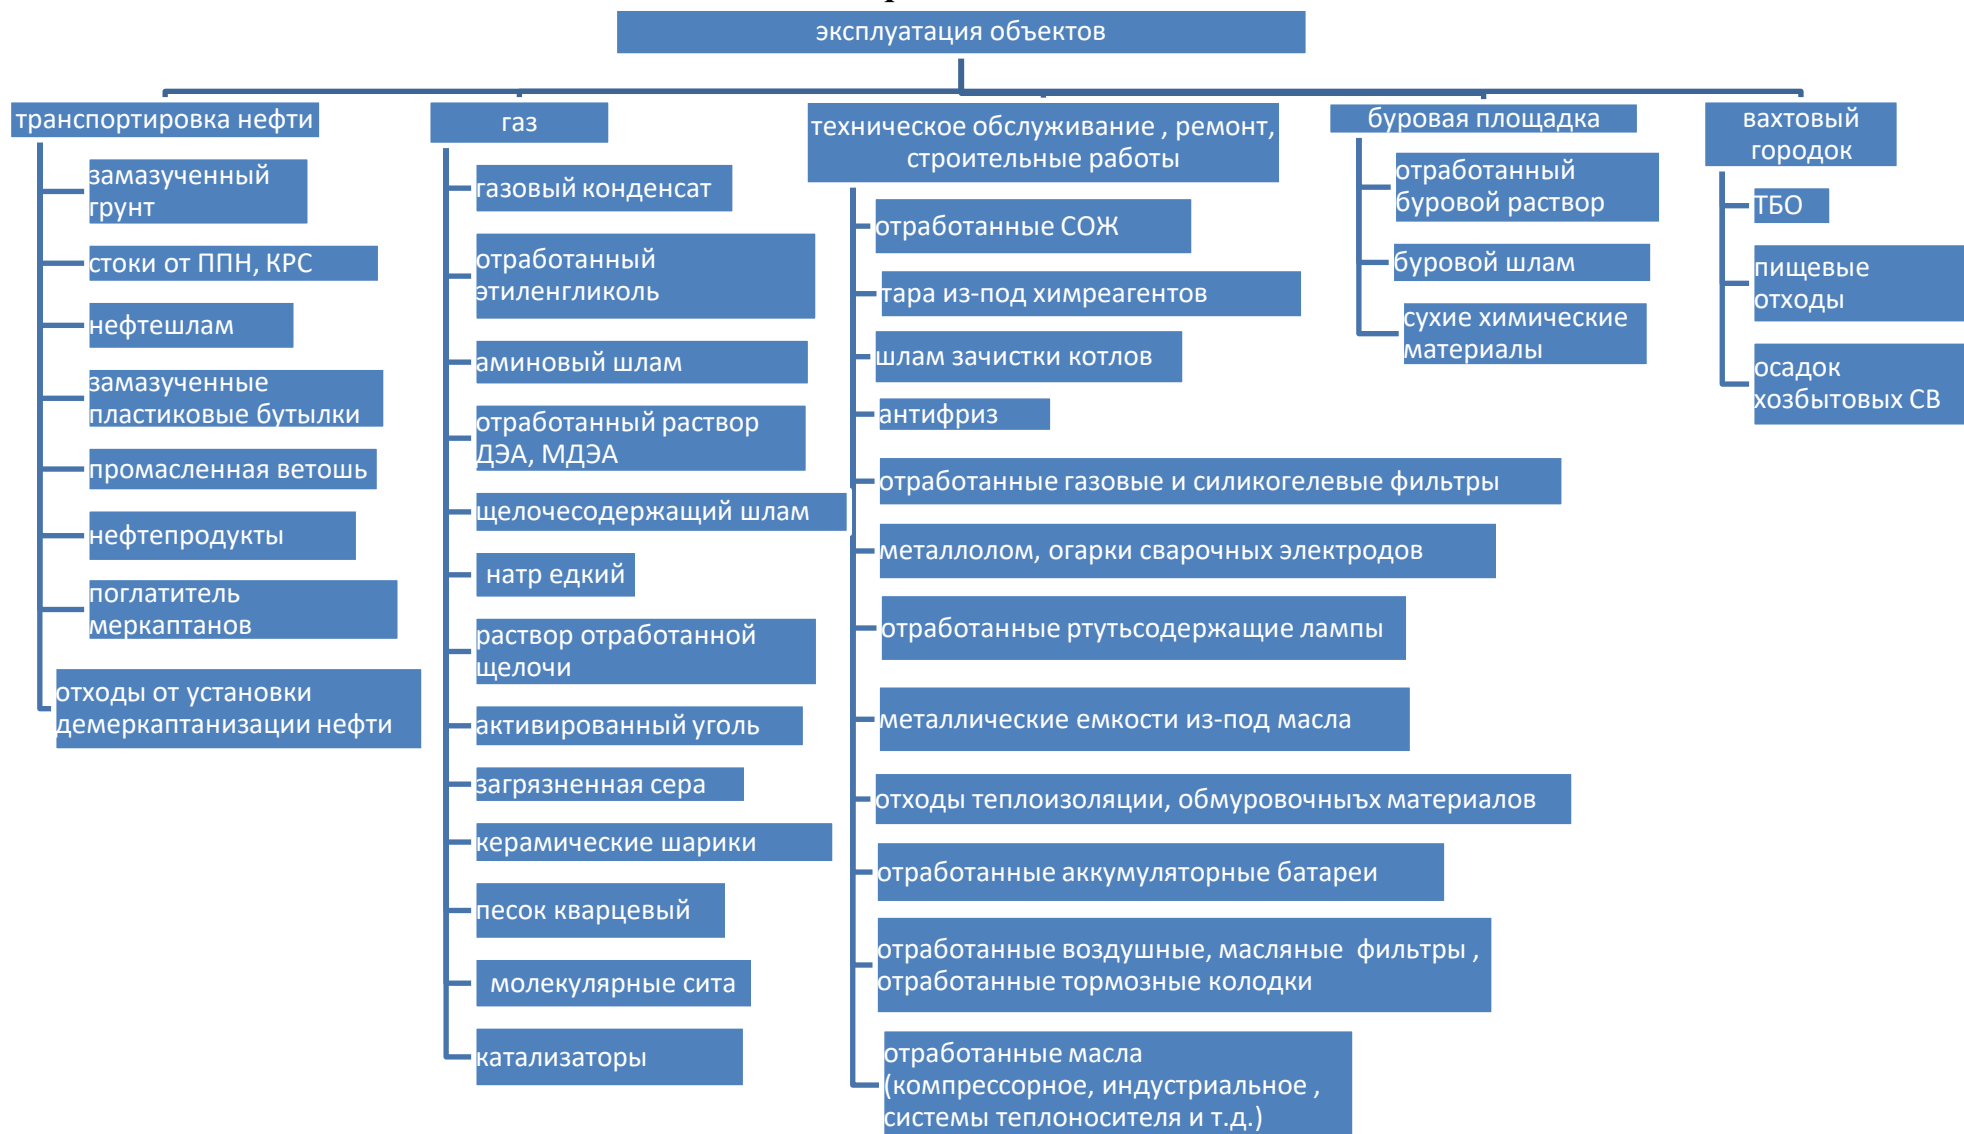 эксплуатация объектов
транспортировка нефти
замазученный
грунт
стоки от ППН, КРС
нефтешлам
замазученные
пластиковые бутылки
промасленная ветошь
нефтепродукты
поглатитель
меркаптанов
отходы от установки
демеркаптанизации нефти
газ
газовый конденсат
отработанный
этиленгликоль
аминовый шлам
отработанный раствор
ДЭА, МДЭА
щелочесодержащий шлам
натр едкий
раствор отработанной
щелочи
активированный уголь
загрязненная сера
керамические шарики
песок кварцевый
молекулярные сита
катализаторы
техническое обслуживание , ремонт,
строительные работы
отработанные СОЖ
тара из-под химреагентов
шлам зачистки котлов
антифриз
отработанные газовые и силикогелевые фильтры
металлолом, огарки сварочных электродов
отработанные ртутьсодержащие лампы
металлические емкости из-под масла
отходы теплоизоляции, обмуровочныъх материалов
отработанные аккумуляторные батареи
отработанные воздушные, масляные фильтры ,
отработанные тормозные колодки
отработанные масла
(компрессорное, индустриальное ,
системы теплоносителя и т.д.)
буровая площадка
отработанный
буровой раствор
буровой шлам
сухие химические
материалы
вахтовый
городок
ТБО
пищевые
отходы
осадок
хозбытовых СВ